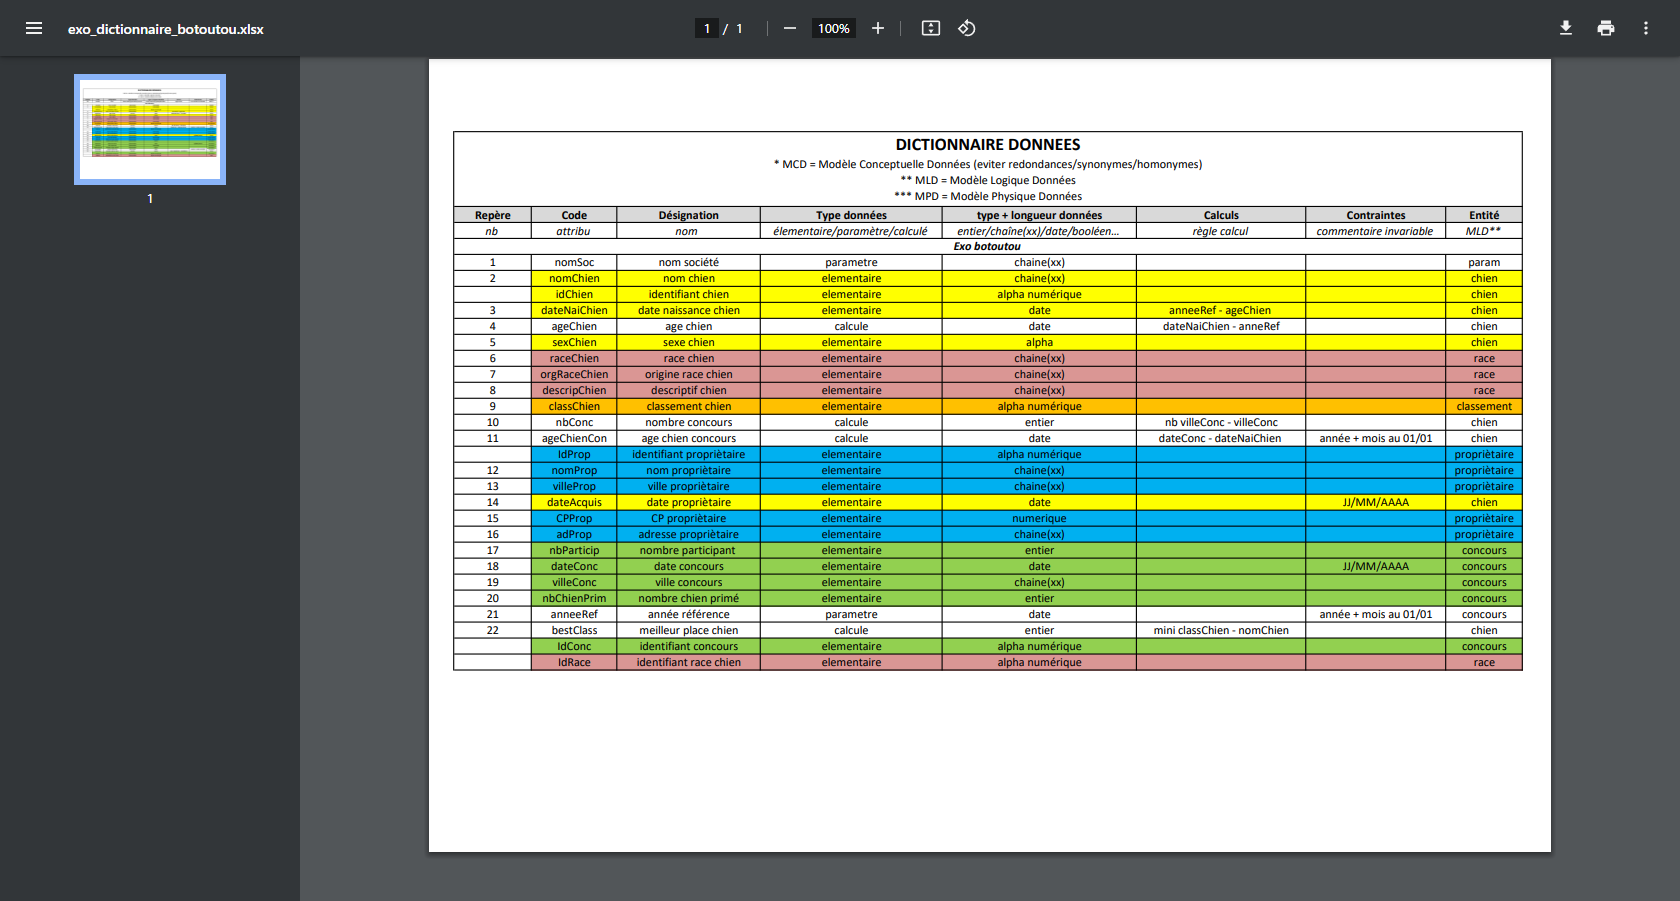 exo_dictionnaire_botoutou.xlsx
1 / 1
100%
1
DICTIONNAIRE DONNEES
* MCD = Modèle Conceptuelle Données (eviter redondances/synonymes/homonymes)
** MLD = Modèle Logique Données
*** MPD = Modèle Physique Données
Repère Code Désignation Type données type + longueur données Calculs Contraintes Entité
nb attribu nom élementaire/paramètre/calculé entier/chaîne(xx)/date/booléen... règle calcul commentaire invariable MLD**
Exo botoutou
1 nomSoc nom société parametre chaine(xx) param
2 nomChien nom chien elementaire chaine(xx) chien
idChien identifiant chien elementaire alpha numérique chien
3 dateNaiChien date naissance chien elementaire date anneeRef - ageChien chien
4 ageChien age chien calcule date dateNaiChien - anneRef chien
5 sexChien sexe chien elementaire alpha chien
6 raceChien race chien elementaire chaine(xx) race
7 orgRaceChien origine race chien elementaire chaine(xx) race
8 descripChien descriptif chien elementaire chaine(xx) race
9 classChien classement chien elementaire alpha numérique classement
10 nbConc nombre concours calcule entier nb villeConc - villeConc chien
11 ageChienCon age chien concours calcule date dateConc - dateNaiChien année + mois au 01/01 chien
IdProp identifiant propriètaire elementaire alpha numérique propriètaire
12 nomProp nom propriètaire elementaire chaine(xx) propriètaire
13 villeProp ville propriètaire elementaire chaine(xx) propriètaire
14 dateAcquis date propriètaire elementaire date JJ/MM/AAAA chien
15 CPProp CP propriètaire elementaire numerique propriètaire
16 adProp adresse propriètaire elementaire chaine(xx) propriètaire
17 nbParticip nombre participant elementaire entier concours
18 dateConc date concours elementaire date JJ/MM/AAAA concours
19 villeConc ville concours elementaire chaine(xx) concours
20 nbChienPrim nombre chien primé elementaire entier concours
21 anneeRef année référence parametre date année + mois au 01/01 concours
22 bestClass meilleur place chien calcule entier mini classChien - nomChien chien
IdConc identifiant concours elementaire alpha numérique concours
IdRace identifiant race chien elementaire alpha numérique race